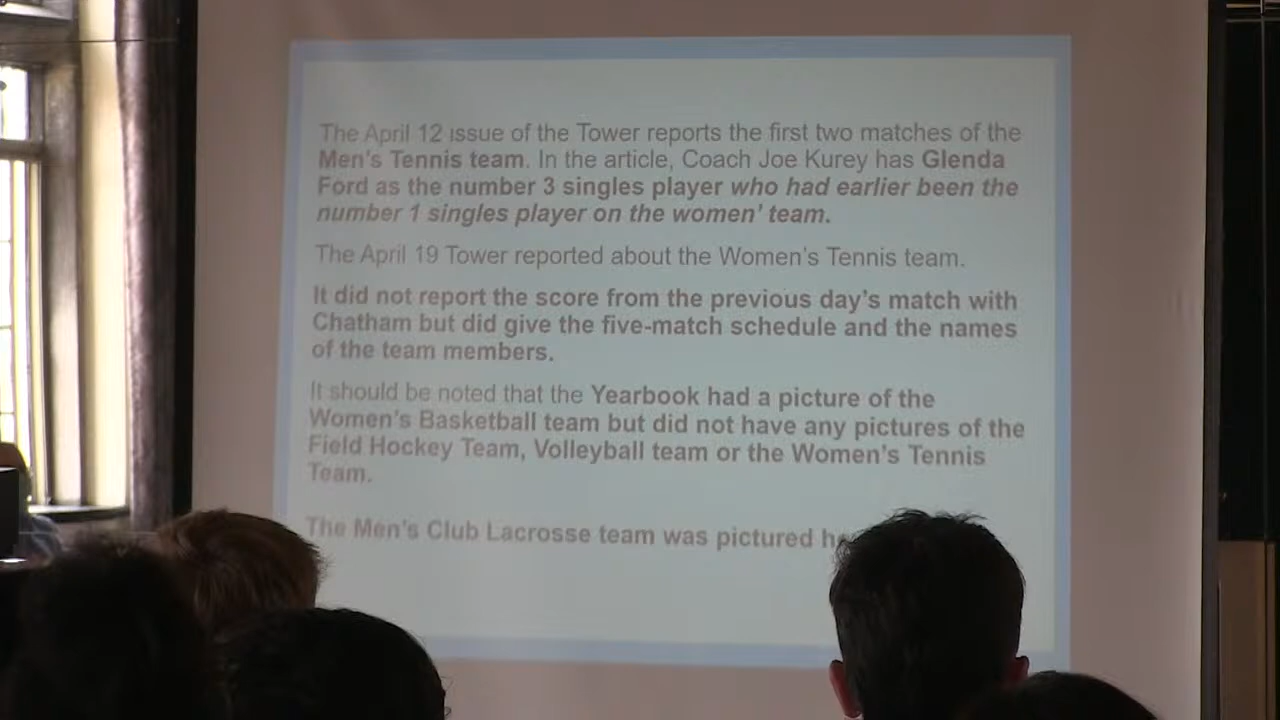 The April 12 issue of the Tower reports the first two matches of the
Men's Tennis team. In the article, Coach Joe Kurey has Glenda
Ford as the number 3 singles player who had earlier been the
number 1 singles player on the women' team.
The April 19 Tower reported about the Women's Tennis team.
It did not report the score from the previous day's match with
Chatham but did give the five-match schedule and the names
of the team members.
It should be noted that the Yearbook had a picture of the
Women's Basketball team but did not have any pictures of the
Field Hockey Team, Volleyball team or the Women's Tennis
Team.
The Men's Club Lacrosse team was pictured